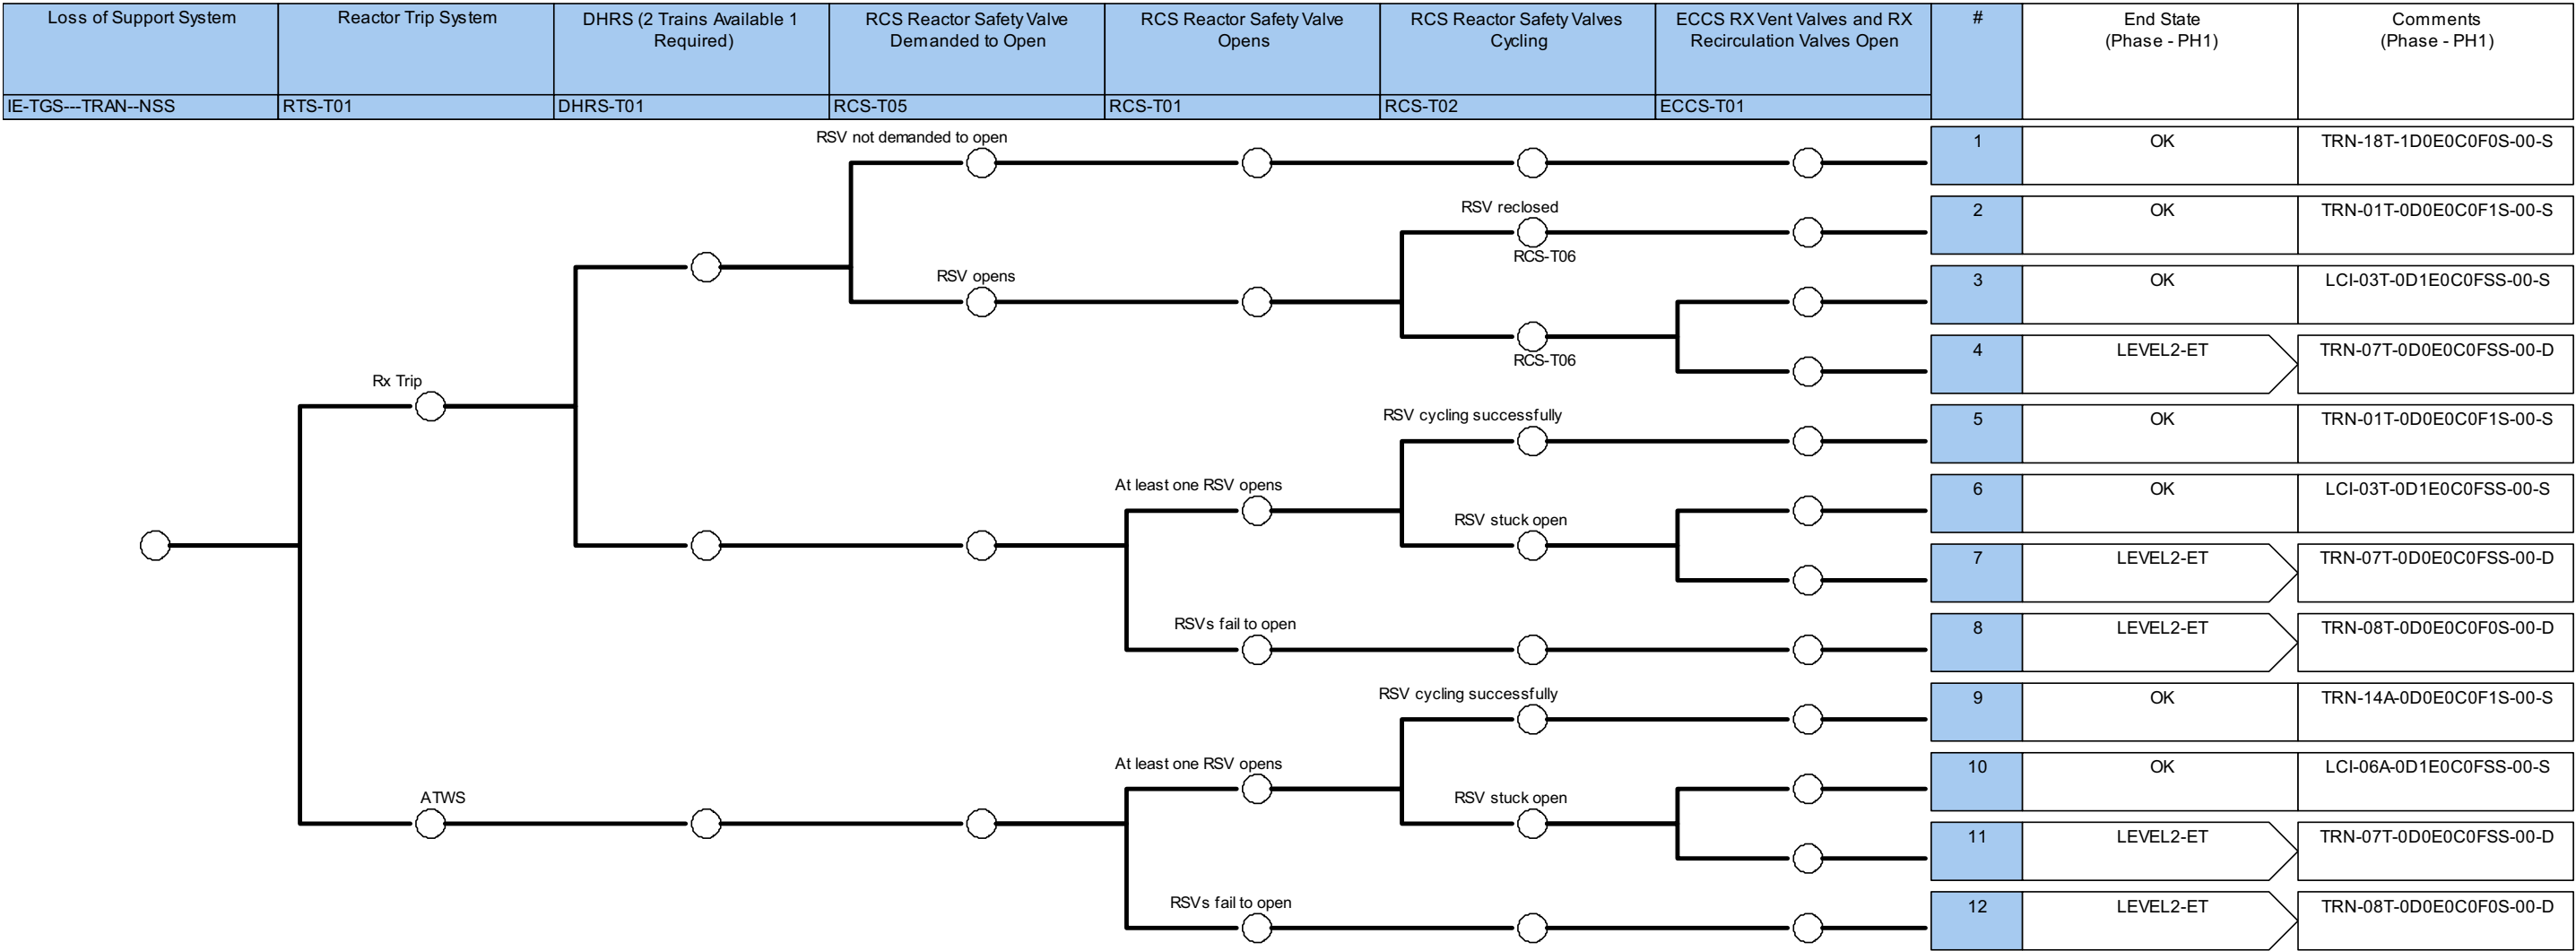 Loss of Support System
Reactor Trip System
DHRS (2 Trains Available 1
Required)
RCS Reactor Safety Valve
Demanded to Open
RCS Reactor Safety Valve
Opens
RCS Reactor Safety Valves
Cycling
ECCS RX Vent Valves and RX
Recirculation Valves Open
#
End State
(Phase - PH1)
Comments
(Phase - PH1)
IE-TGS---TRAN--NSS
RTS-T01
DHRS-T01
RCS-T05
RCS-T01
RCS-T02
ECCS-T01
RSV not demanded to open
1
OK
TRN-18T-1D0E0C0F0S-00-S
RSV reclosed
RCS-T06
2
OK
TRN-01T-0D0E0C0F1S-00-S
RSV opens
3
OK
LCI-03T-0D1E0C0FSS-00-S
RCS-T06
4
LEVEL2-ET
TRN-07T-0D0E0C0FSS-00-D
Rx Trip
RSV cycling successfully
5
OK
TRN-01T-0D0E0C0F1S-00-S
At least one RSV opens
6
OK
LCI-03T-0D1E0C0FSS-00-S
RSV stuck open
7
LEVEL2-ET
TRN-07T-0D0E0C0FSS-00-D
RSVs fail to open
8
LEVEL2-ET
TRN-08T-0D0E0C0F0S-00-D
RSV cycling successfully
9
OK
TRN-14A-0D0E0C0F1S-00-S
At least one RSV opens
10
OK
LCI-06A-0D1E0C0FSS-00-S
ATWS
RSV stuck open
11
LEVEL2-ET
TRN-07T-0D0E0C0FSS-00-D
RSVs fail to open
12
LEVEL2-ET
TRN-08T-0D0E0C0F0S-00-D